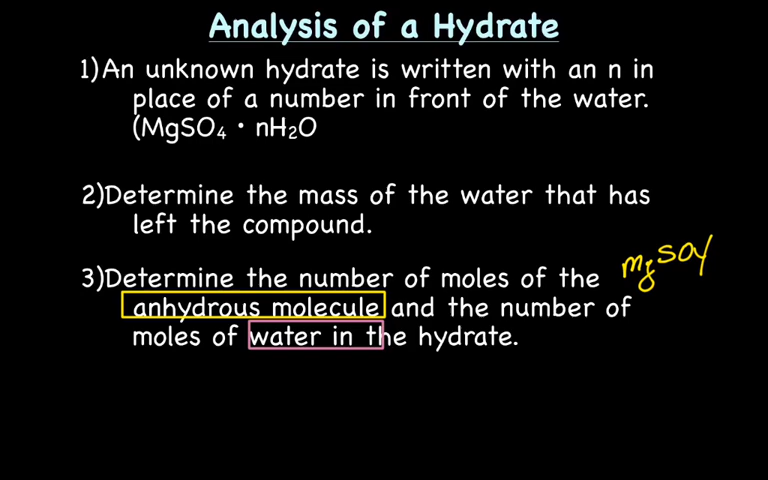 Analysis of a Hydrate
1)An unknown hydrate is written with an n in
place of a number in front of the water.
(MgSO₄ • nH₂O
2)Determine the mass of the water that has
left the compound.
3)Determine the number of moles of the
MgSO4
anhydrous molecule and the number of
moles of water in the hydrate.